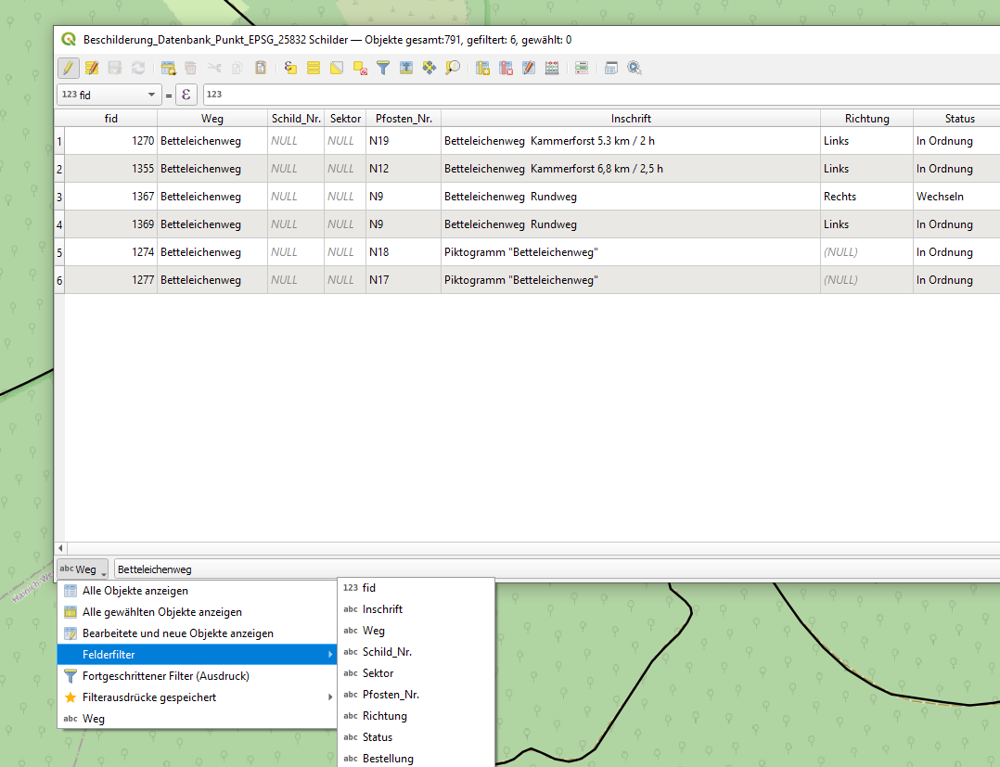 Beschilderung_Datenbank_Punkt_EPSG_25832 Schilder — Objekte gesamt:791, gefiltert: 6, gewählt: 0
123 fid = ε 123
fid Weg Schild_Nr. Sektor Pfosten_Nr. Inschrift Richtung Status
1 1270 Betteleichenweg NULL NULL N19 Betteleichenweg Kammerforst 5.3 km / 2 h Links In Ordnung
2 1355 Betteleichenweg NULL NULL N12 Betteleichenweg Kammerforst 6,8 km / 2,5 h Links In Ordnung
3 1367 Betteleichenweg NULL NULL N9 Betteleichenweg Rundweg Rechts Wechseln
4 1369 Betteleichenweg NULL NULL N9 Betteleichenweg Rundweg Links In Ordnung
5 1274 Betteleichenweg NULL NULL N18 Piktogramm "Betteleichenweg" (NULL) In Ordnung
6 1277 Betteleichenweg NULL NULL N17 Piktogramm "Betteleichenweg" (NULL) In Ordnung
abc Weg Betteleichenweg
Alle Objekte anzeigen
Alle gewählten Objekte anzeigen
Bearbeitete und neue Objekte anzeigen
Felderfilter
Fortgeschrittener Filter (Ausdruck)
Filterausdrücke gespeichert
abc Weg
123 fid
abc Inschrift
abc Weg
abc Schild_Nr.
abc Sektor
abc Pfosten_Nr.
abc Richtung
abc Status
abc Bestellung